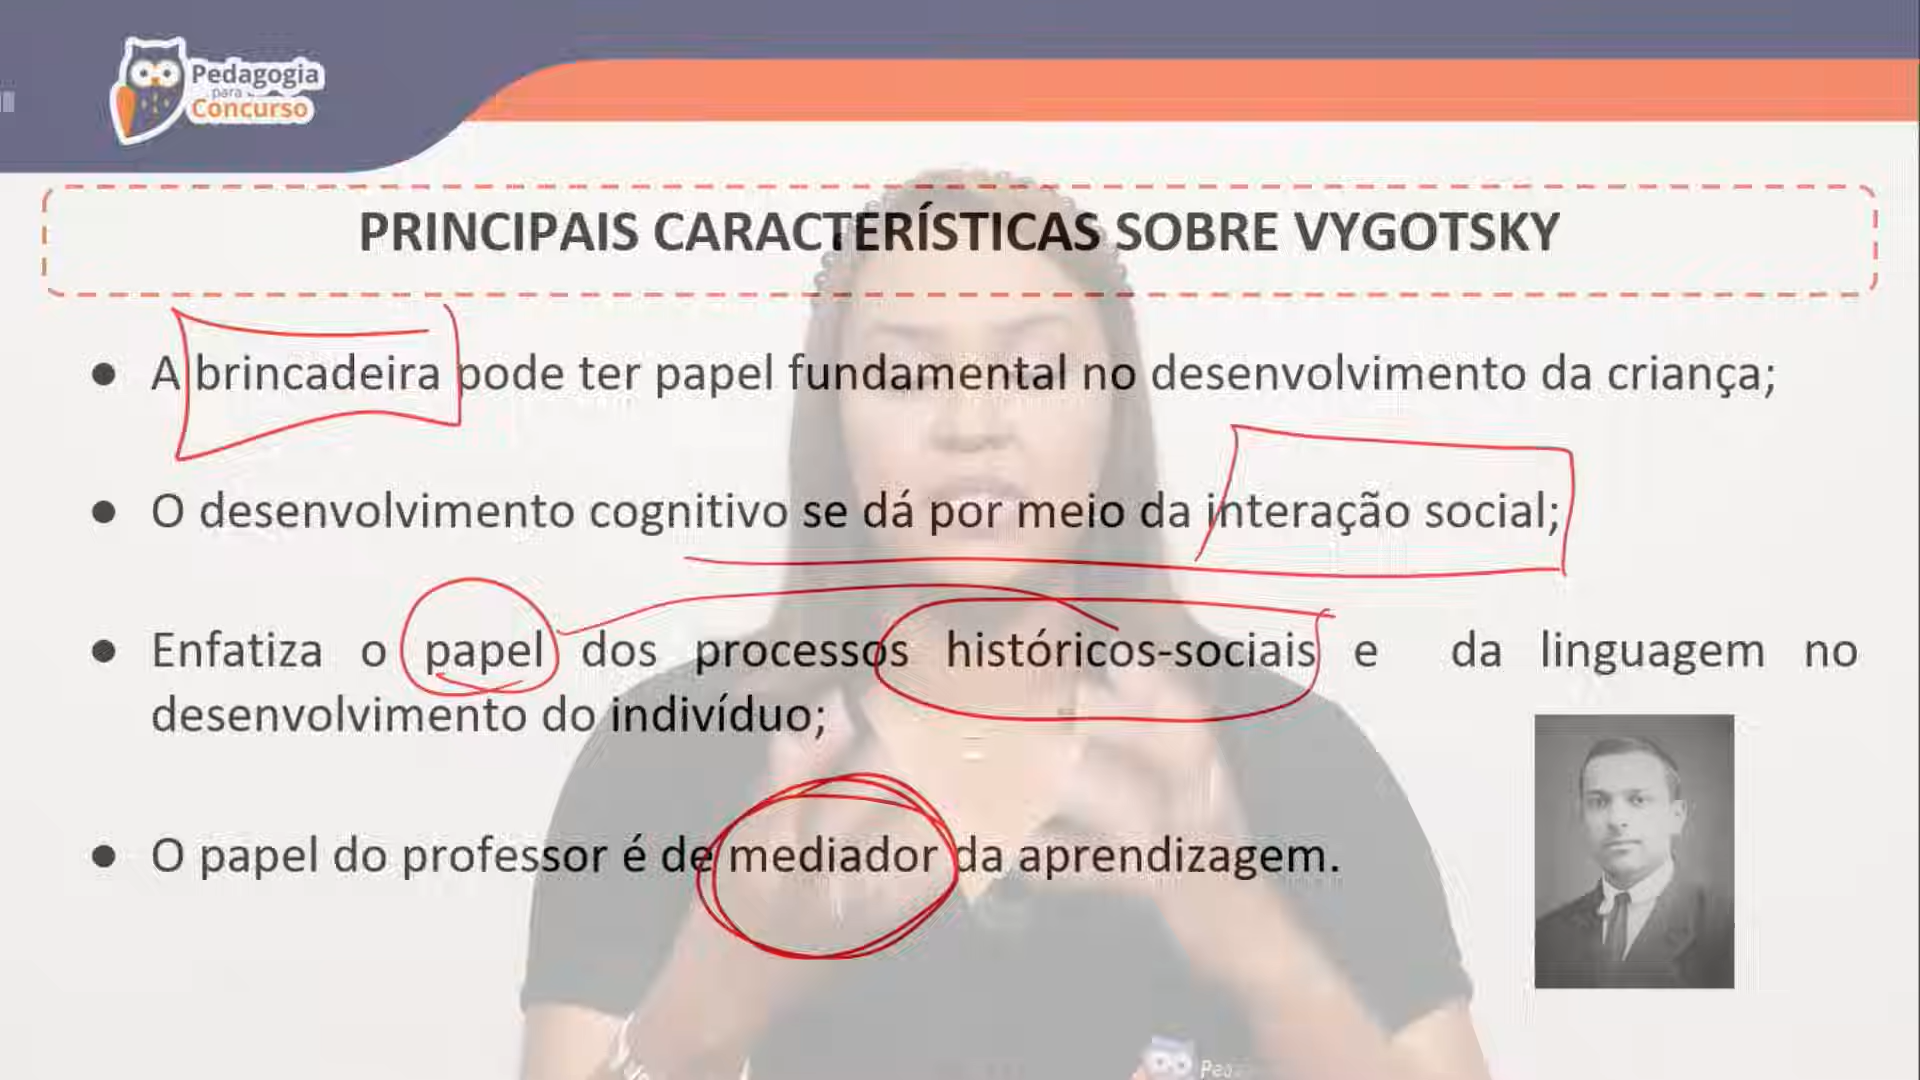 Pedagogia
para
Concurso
PRINCIPAIS CARACTERÍSTICAS SOBRE VYGOTSKY
● A brincadeira pode ter papel fundamental no desenvolvimento da criança;
● O desenvolvimento cognitivo se dá por meio da interação social;
● Enfatiza o papel dos processos históricos-sociais e da linguagem no
desenvolvimento do indivíduo;
● O papel do professor é de mediador da aprendizagem.